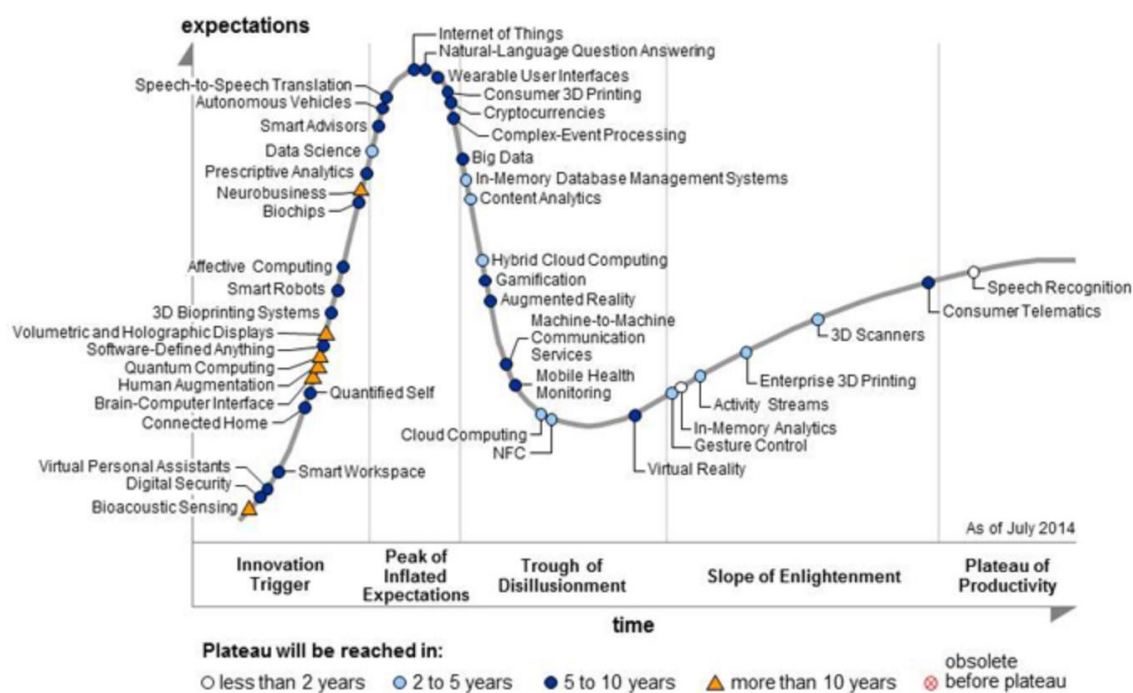 expectations
Internet of Things
Natural-Language Question Answering
Wearable User Interfaces
Speech-to-Speech Translation
Consumer 3D Printing
Autonomous Vehicles
Cryptocurrencies
Smart Advisors
Complex-Event Processing
Data Science
Big Data
Prescriptive Analytics
In-Memory Database Management Systems
Neurobusiness
Content Analytics
Biochips
Hybrid Cloud Computing
Affective Computing
Gamification
Smart Robots
Augmented Reality
3D Bioprinting Systems
Machine-to-Machine
Communication
Services
Volumetric and Holographic Displays
Software-Defined Anything
Quantum Computing
Mobile Health
Monitoring
Human Augmentation
Brain-Computer Interface
Quantified Self
Connected Home
Cloud Computing
NFC
Virtual Personal Assistants
Smart Workspace
Digital Security
Bioacoustic Sensing
Speech Recognition
Consumer Telematics
3D Scanners
Enterprise 3D Printing
Activity Streams
In-Memory Analytics
Gesture Control
Virtual Reality
As of July 2014
Innovation
Trigger
Peak of
Inflated
Expectations
Trough of
Disillusionment
Slope of Enlightenment
Plateau of
Productivity
time
Plateau will be reached in:
less than 2 years
2 to 5 years
5 to 10 years
more than 10 years
obsolete
before plateau